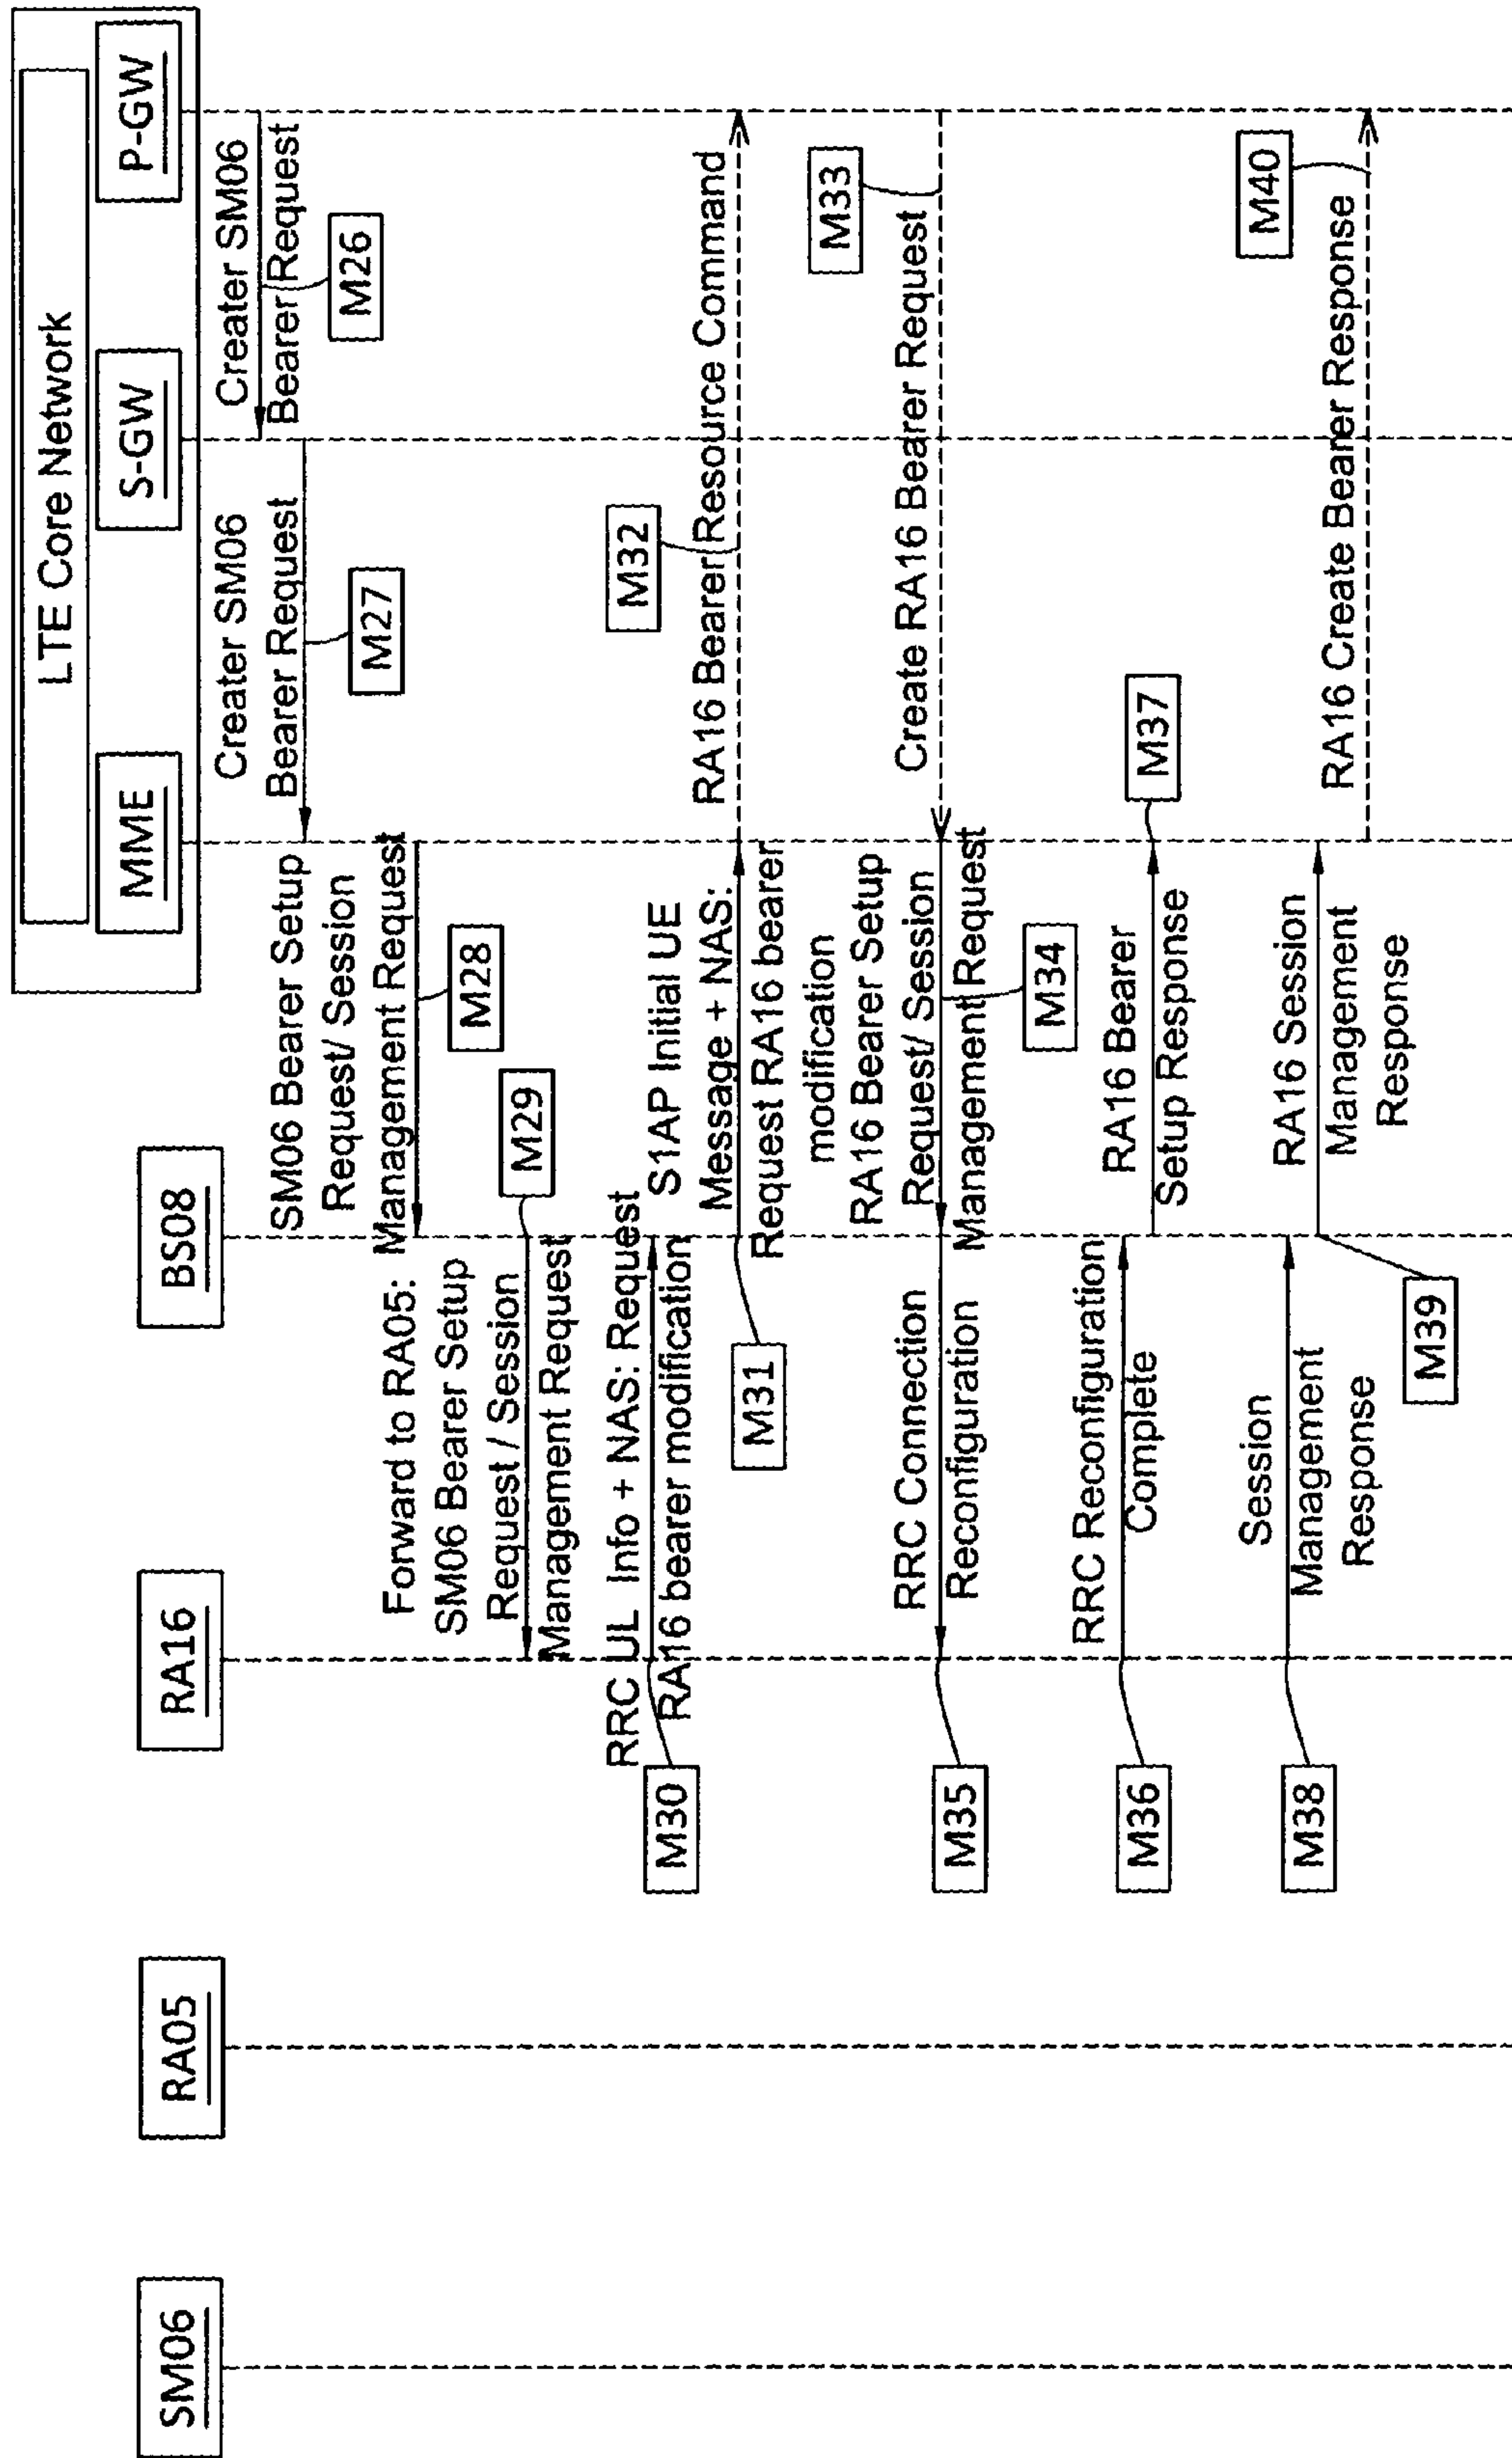 LTE Core Network
SM06
RA05
RA16
BS08
MME
S-GW
P-GW
Creater SM06
Bearer Request
M26
Creater SM06
Bearer Request
M27
SM06 Bearer Setup
Request/ Session
Management Request
M28
Forward to RA05:
SM06 Bearer Setup
Request / Session
Management Request
M29
RRC UL Info + NAS: Request
RA16 bearer modification
M30
S1AP Initial UE
Message + NAS:
Request RA16 bearer
modification
M31
RA16 Bearer Resource Command
M32
Create RA16 Bearer Request
M33
RA16 Bearer Setup
Request/ Session
Management Request
M34
RRC Connection
Reconfiguration
M35
RRC Reconfiguration
Complete
M36
RA16 Bearer
Setup Response
M37
Session
Management
Response
M38
RA16 Session
Management
Response
M39
RA16 Create Bearer Response
M40